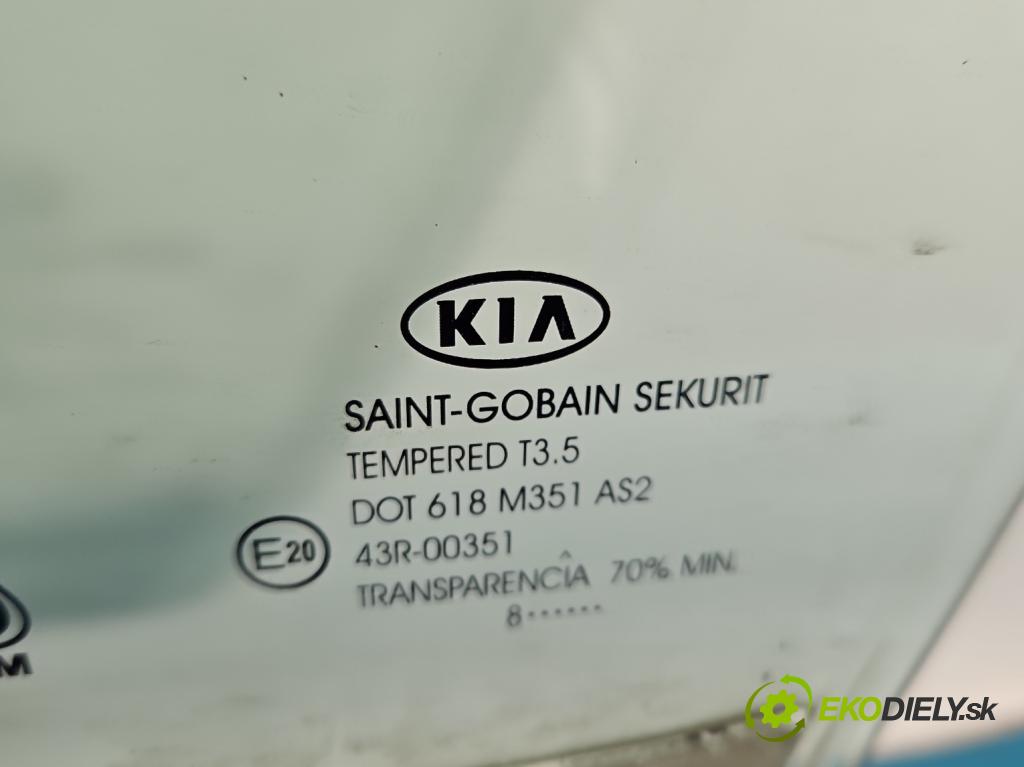 KIA
SAINT-GOBAIN SEKURIT
TEMPERED T3.5
DOT 618 M351 AS2
E20 43R-00351
TRANSPARENCÎA 70% MIN.
8••••••
M
EKODIELY.sk